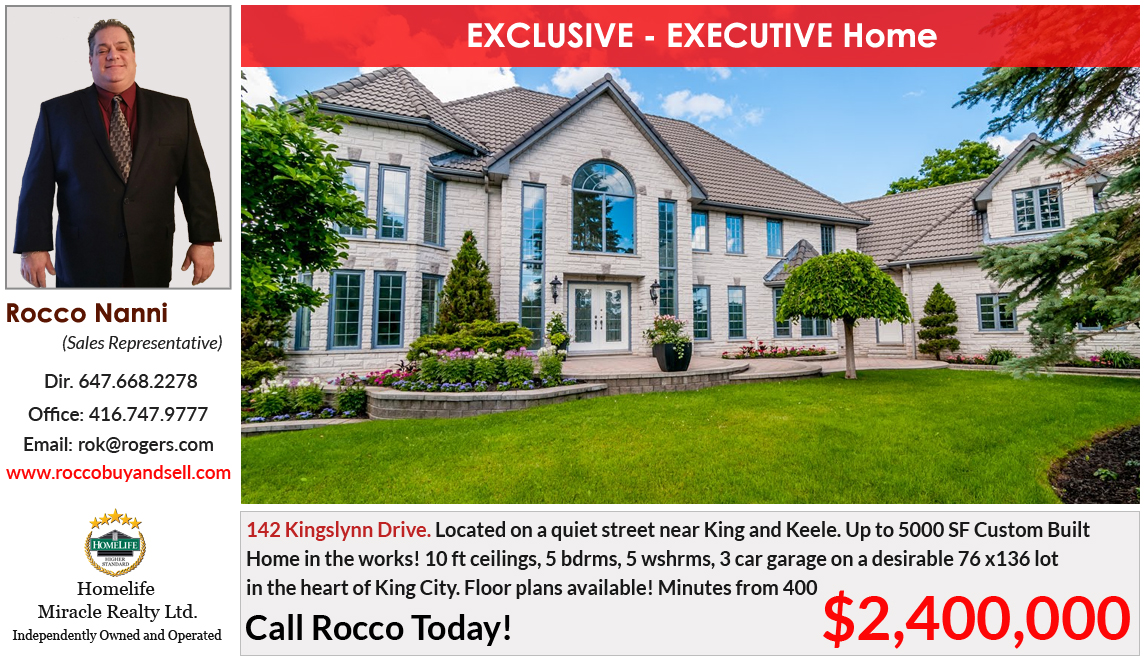 EXCLUSIVE - EXECUTIVE Home
Rocco Nanni
(Sales Representative)
Dir. 647.668.2278
Office: 416.747.9777
Email: rok@rogers.com
www.roccobuyandsell.com
HOMELIFE
HIGHER
STANDARD
Homelife
Miracle Realty Ltd.
Independently Owned and Operated
142 Kingslynn Drive. Located on a quiet street near King and Keele. Up to 5000 SF Custom Built
Home in the works! 10 ft ceilings, 5 bdrms, 5 wshrms, 3 car garage on a desirable 76 x136 lot
in the heart of King City. Floor plans available! Minutes from 400
Call Rocco Today!
$2,400,000